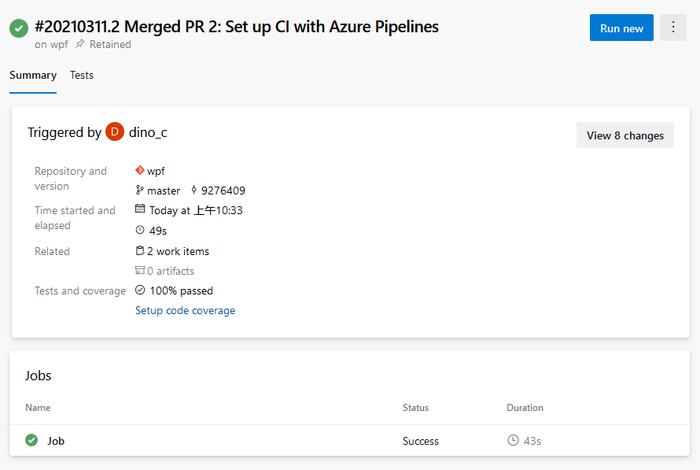 #20210311.2 Merged PR 2: Set up CI with Azure Pipelines
on wpf Retained
Run new
Summary Tests
Triggered by D dino_c
View 8 changes
Repository and version
wpf
master 9276409
Time started and elapsed
Today at 上午10:33
49s
Related
2 work items
0 artifacts
Tests and coverage
100% passed
Setup code coverage
Jobs
Name Status Duration
Job Success 43s